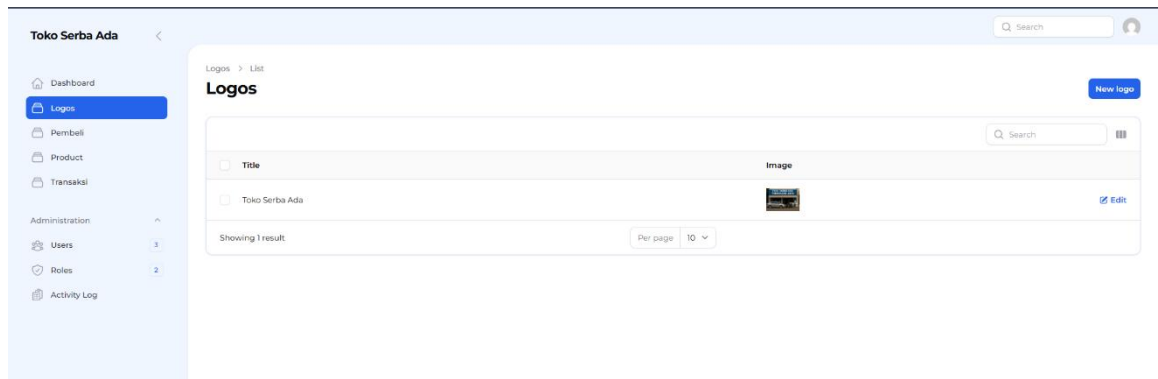 Toko Serba Ada
Search
Dashboard
Logos
Pembeli
Product
Transaksi
Administration
Users 3
Roles 2
Activity Log
Logos > List
Logos
New logo
Search
Title Image
Toko Serba Ada Edit
Showing 1 result Per page 10